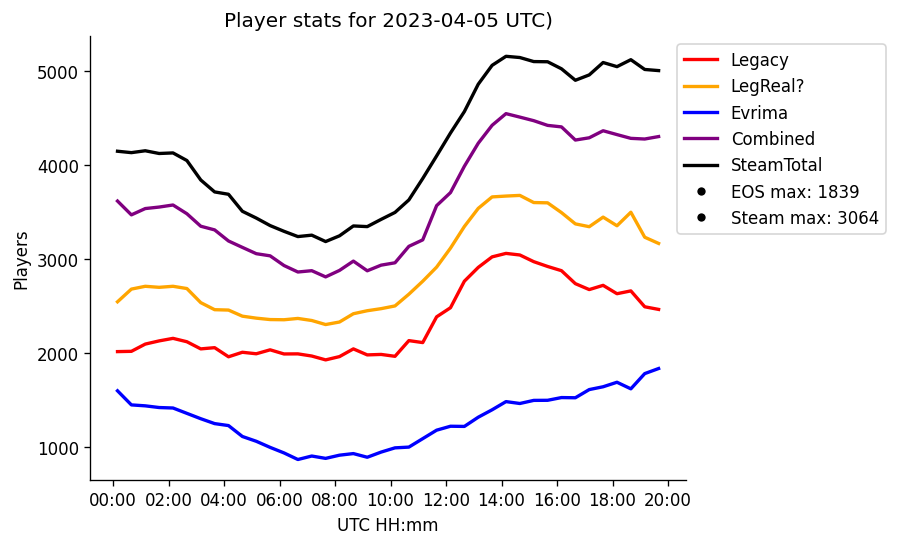 Player stats for 2023-04-05 UTC)
Players
5000
4000
3000
2000
1000
00:00 02:00 04:00 06:00 08:00 10:00 12:00 14:00 16:00 18:00 20:00
UTC HH:mm
Legacy
LegReal?
Evrima
Combined
SteamTotal
EOS max: 1839
Steam max: 3064